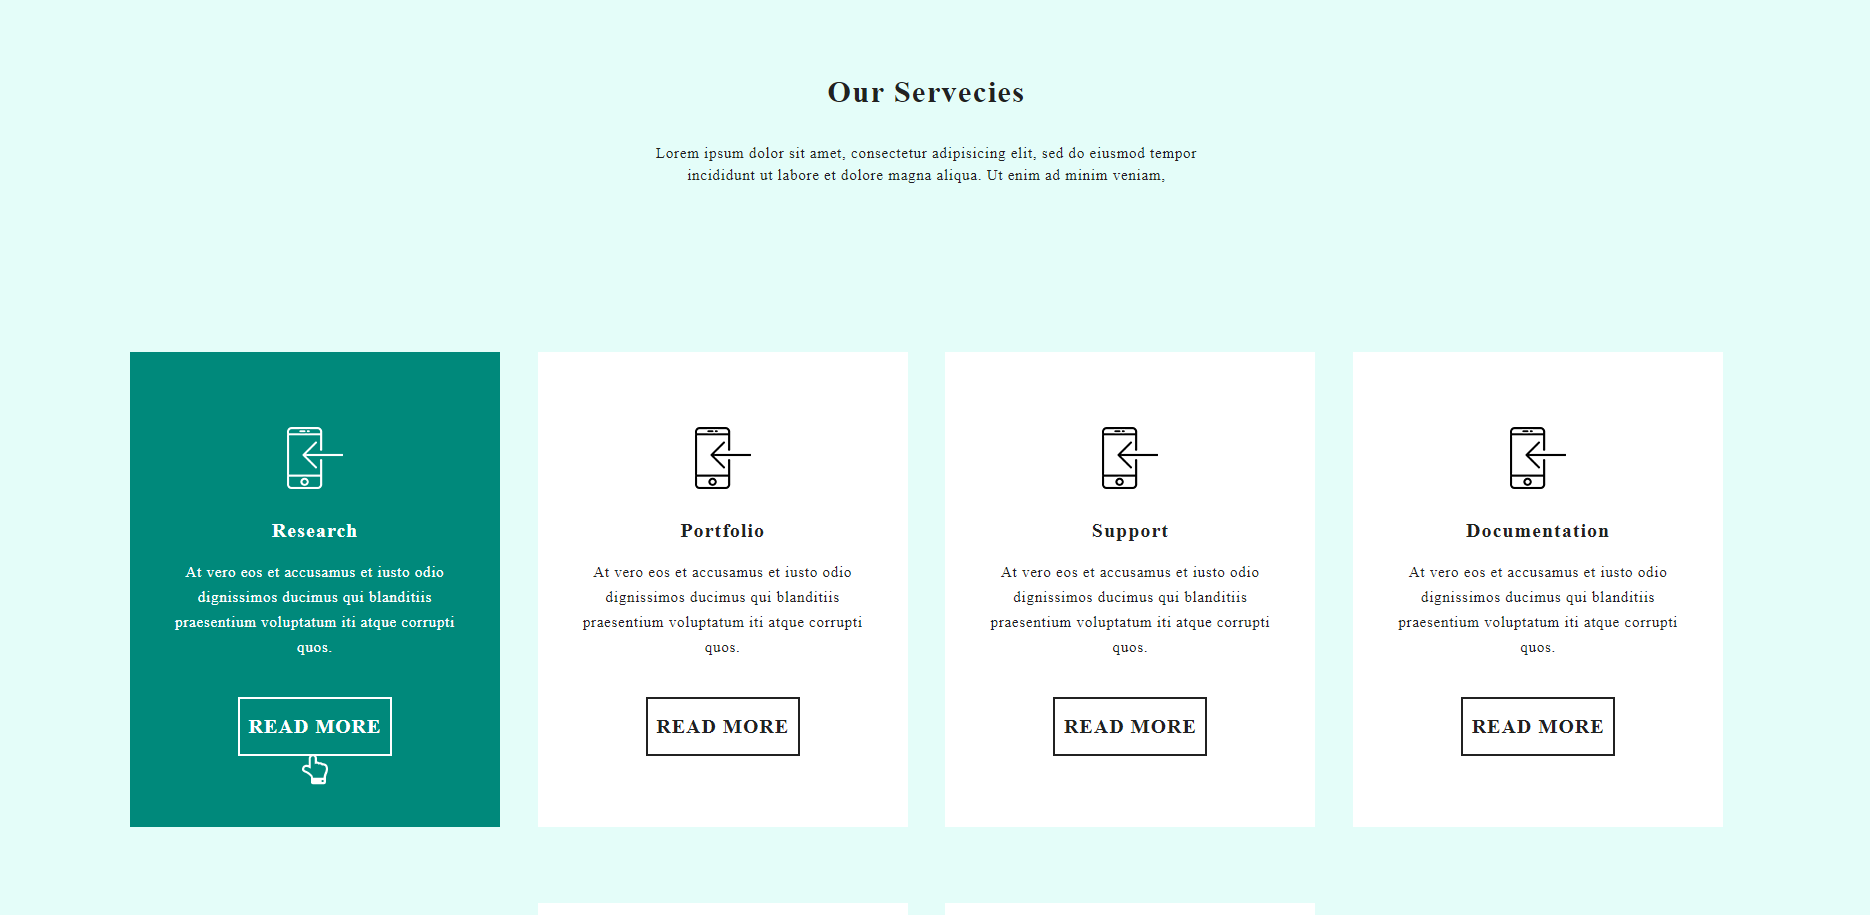 Our Servecies
Lorem ipsum dolor sit amet, consectetur adipisicing elit, sed do eiusmod tempor
incididunt ut labore et dolore magna aliqua. Ut enim ad minim veniam,
Research
At vero eos et accusamus et iusto odio
dignissimos ducimus qui blanditiis
praesentium voluptatum iti atque corrupti
quos.
READ MORE
Portfolio
At vero eos et accusamus et iusto odio
dignissimos ducimus qui blanditiis
praesentium voluptatum iti atque corrupti
quos.
READ MORE
Support
At vero eos et accusamus et iusto odio
dignissimos ducimus qui blanditiis
praesentium voluptatum iti atque corrupti
quos.
READ MORE
Documentation
At vero eos et accusamus et iusto odio
dignissimos ducimus qui blanditiis
praesentium voluptatum iti atque corrupti
quos.
READ MORE